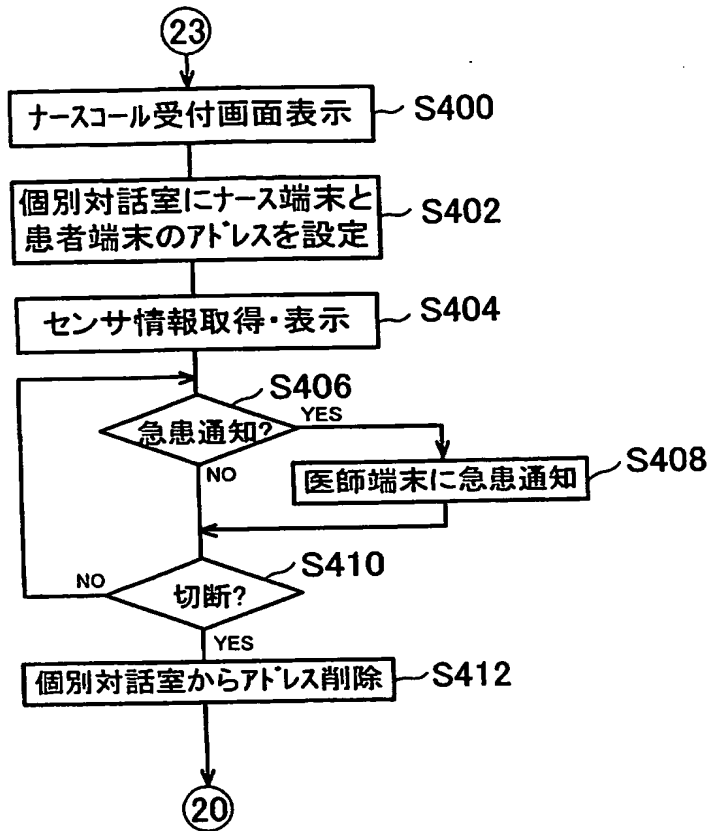 23
ナースコール受付画面表示
S400
個別対話室にナース端末と
患者端末のアドレスを設定
S402
センサ情報取得・表示
S404
S406
急患通知?
YES
NO
医師端末に急患通知
S408
S410
切断?
NO
YES
個別対話室からアドレス削除
S412
20